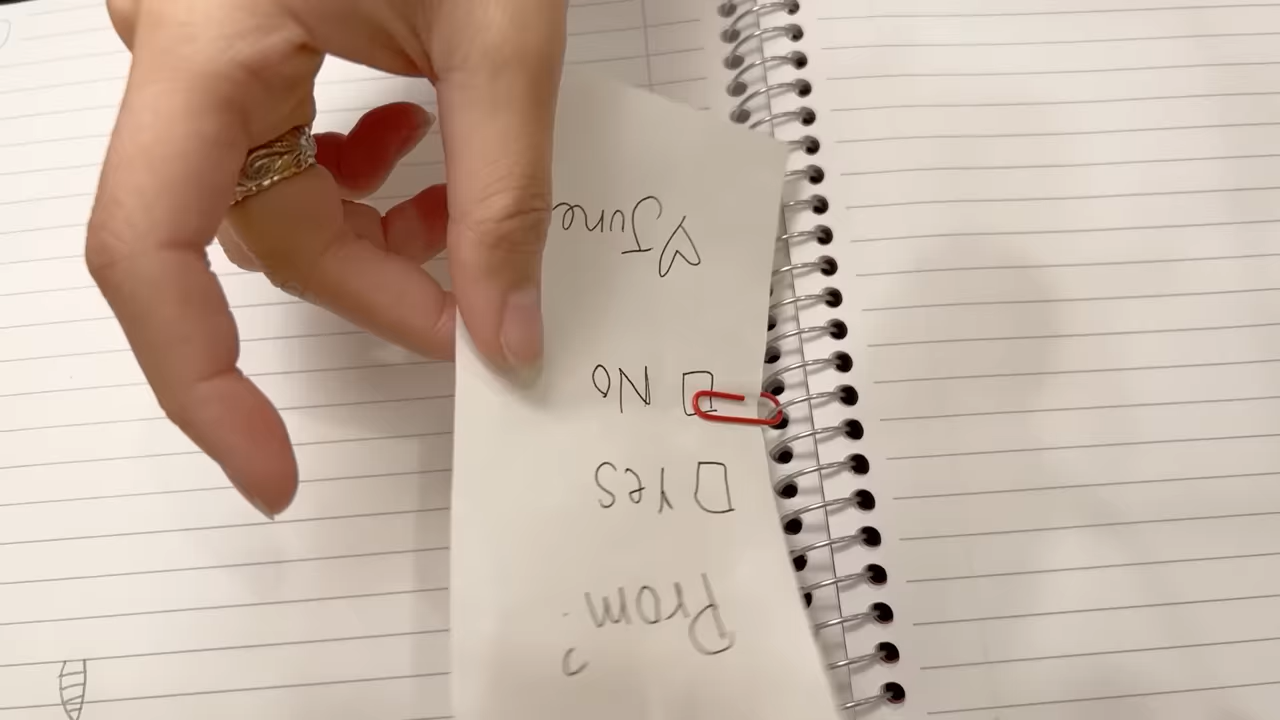 Prom?
□ Yes
□ No
♡ June